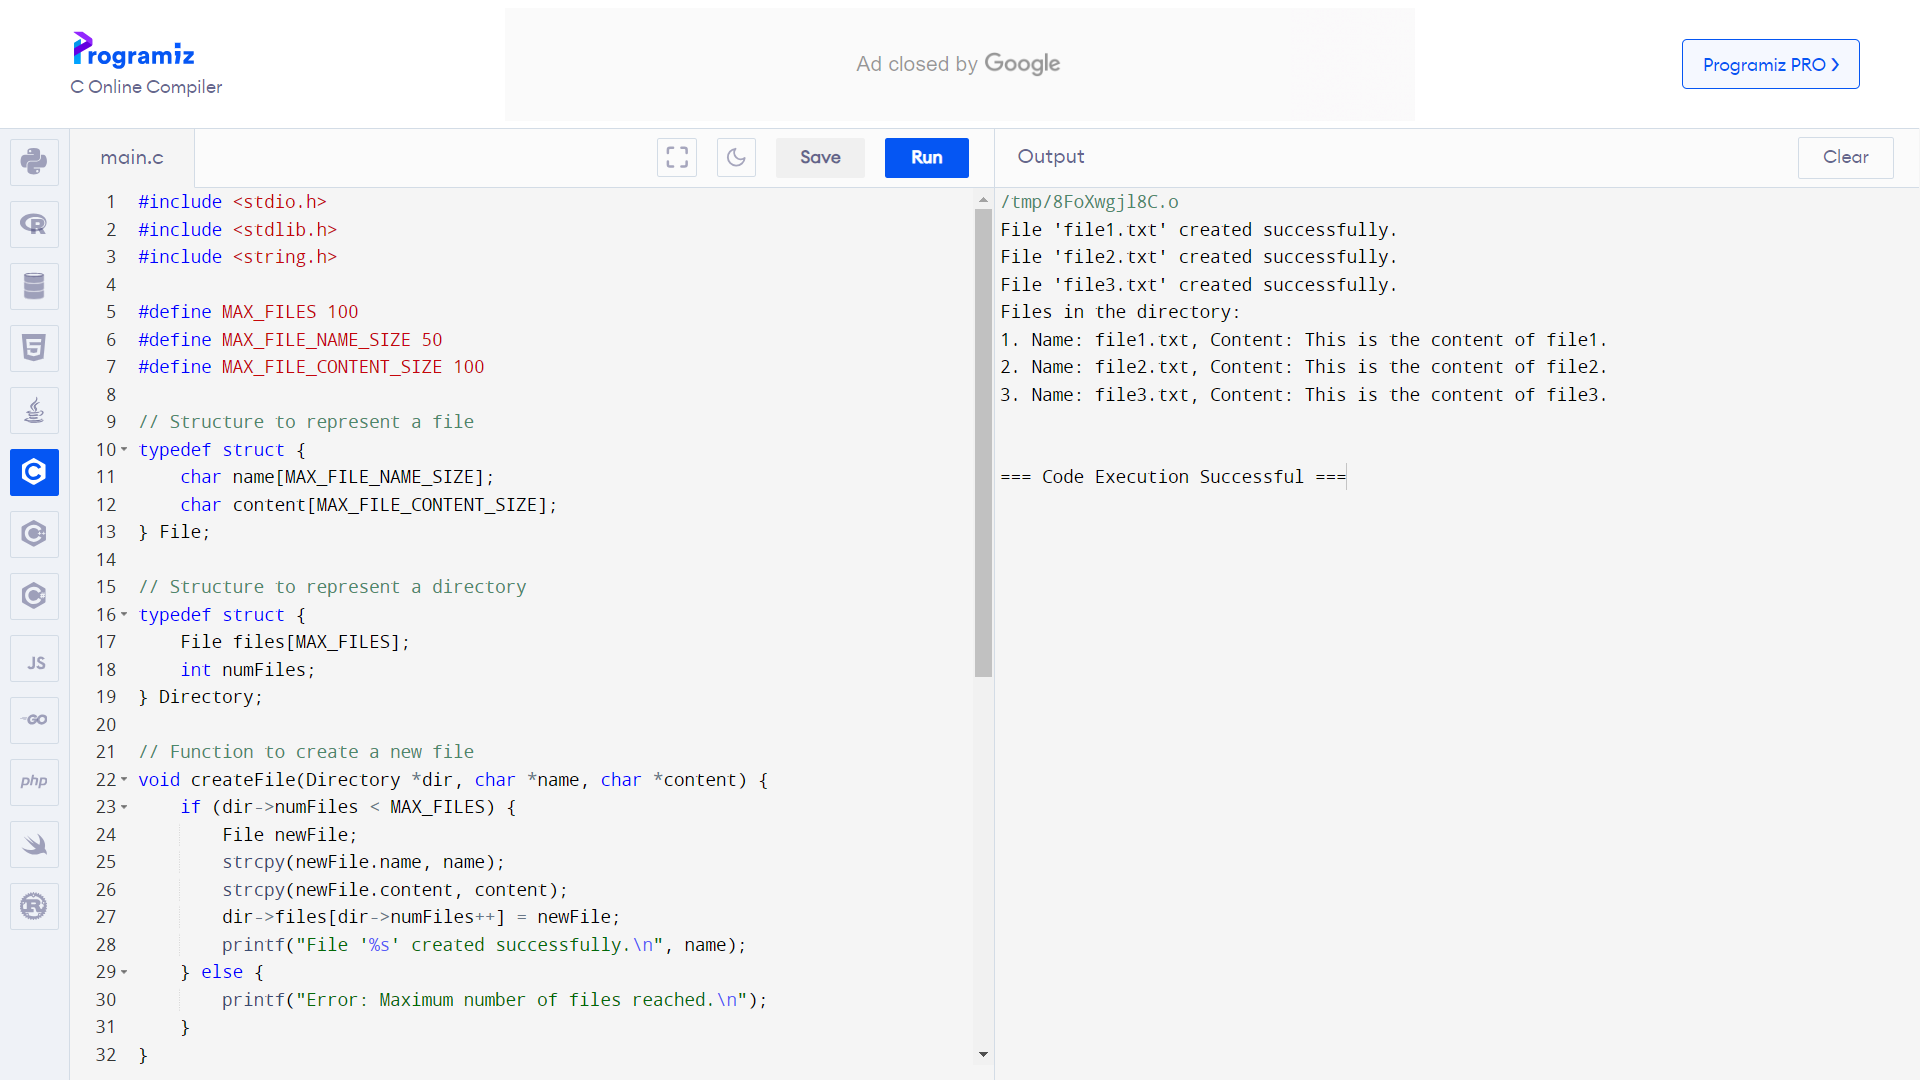 Programiz
C Online Compiler
Ad closed by Google
Programiz PRO
main.c
Save
Run
Output
Clear
1 #include <stdio.h>
2 #include <stdlib.h>
3 #include <string.h>
4
5 #define MAX_FILES 100
6 #define MAX_FILE_NAME_SIZE 50
7 #define MAX_FILE_CONTENT_SIZE 100
8
9 // Structure to represent a file
10 typedef struct {
11     char name[MAX_FILE_NAME_SIZE];
12     char content[MAX_FILE_CONTENT_SIZE];
13 } File;
14
15 // Structure to represent a directory
16 typedef struct {
17     File files[MAX_FILES];
18     int numFiles;
19 } Directory;
20
21 // Function to create a new file
22 void createFile(Directory *dir, char *name, char *content) {
23     if (dir->numFiles < MAX_FILES) {
24         File newFile;
25         strcpy(newFile.name, name);
26         strcpy(newFile.content, content);
27         dir->files[dir->numFiles++] = newFile;
28         printf("File '%s' created successfully.\n", name);
29     } else {
30         printf("Error: Maximum number of files reached.\n");
31     }
32 }
/tmp/8FoXwgjl8C.o
File 'file1.txt' created successfully.
File 'file2.txt' created successfully.
File 'file3.txt' created successfully.
Files in the directory:
1. Name: file1.txt, Content: This is the content of file1.
2. Name: file2.txt, Content: This is the content of file2.
3. Name: file3.txt, Content: This is the content of file3.
=== Code Execution Successful ===
R
5
C
C
C
JS
GO
php
R